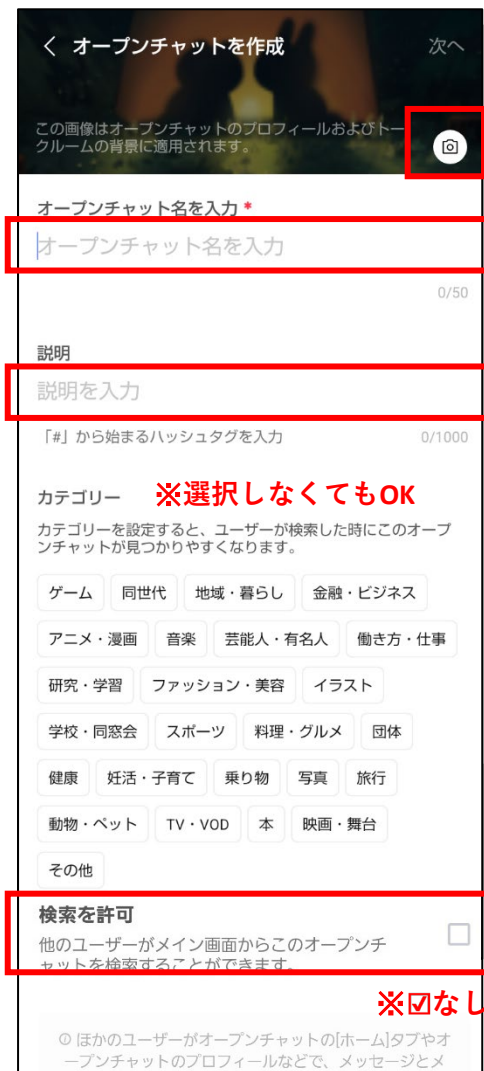 く オープンチャットを作成 次へ
この画像はオープンチャットのプロフィールおよびトー
クルームの背景に適用されます。
オープンチャット名を入力 *
オープンチャット名を入力
0/50
説明
説明を入力
「#」から始まるハッシュタグを入力 0/1000
カテゴリー ※選択しなくてもOK
カテゴリーを設定すると、ユーザーが検索した時にこのオープ
ンチャットが見つかりやすくなります。
ゲーム 同世代 地域・暮らし 金融・ビジネス
アニメ・漫画 音楽 芸能人・有名人 働き方・仕事
研究・学習 ファッション・美容 イラスト
学校・同窓会 スポーツ 料理・グルメ 団体
健康 妊活・子育て 乗り物 写真 旅行
動物・ペット TV・VOD 本 映画・舞台
その他
検索を許可
他のユーザーがメイン画面からこのオープンチ
ャットを検索することができます。
※☑なし
ほかのユーザーがオープンチャットの[ホーム]タブやオ
ープンチャットのプロフィールなどで、メッセージとメ